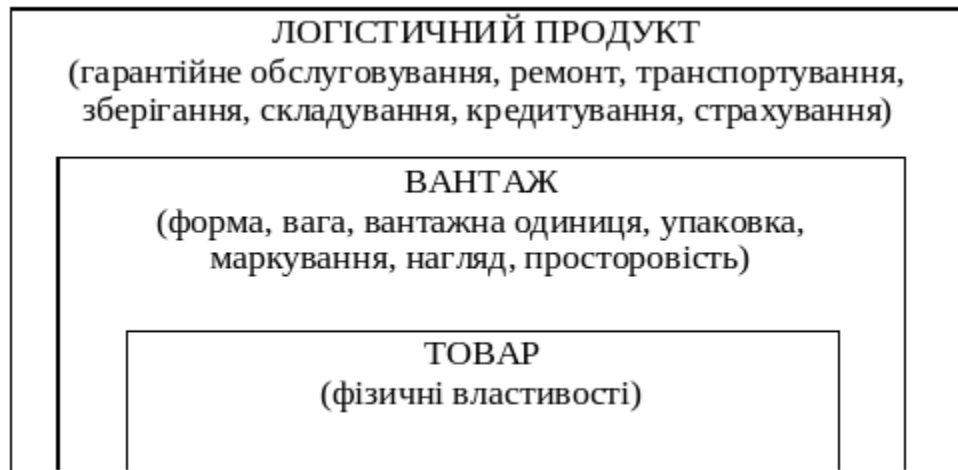 ЛОГІСТИЧНИЙ ПРОДУКТ
(гарантійне обслуговування, ремонт, транспортування,
зберігання, складування, кредитування, страхування)
ВАНТАЖ
(форма, вага, вантажна одиниця, упаковка,
маркування, нагляд, просторовість)
ТОВАР
(фізичні властивості)